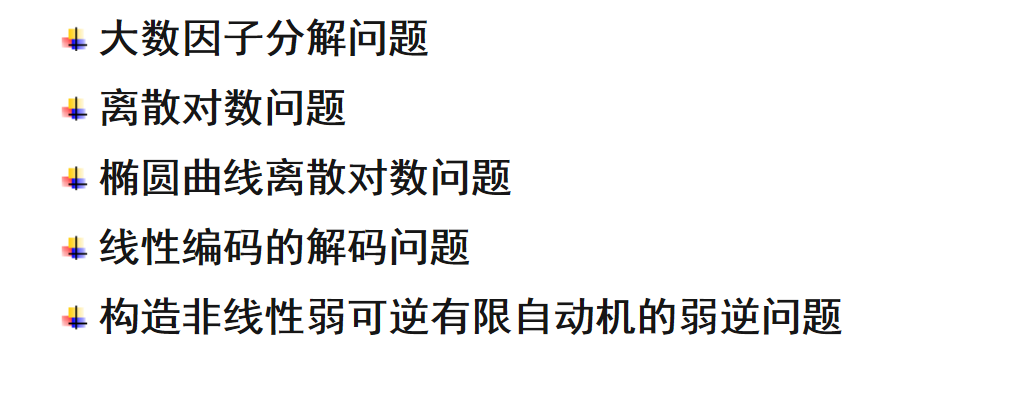 大数因子分解问题
离散对数问题
椭圆曲线离散对数问题
线性编码的解码问题
构造非线性弱可逆有限自动机的弱逆问题